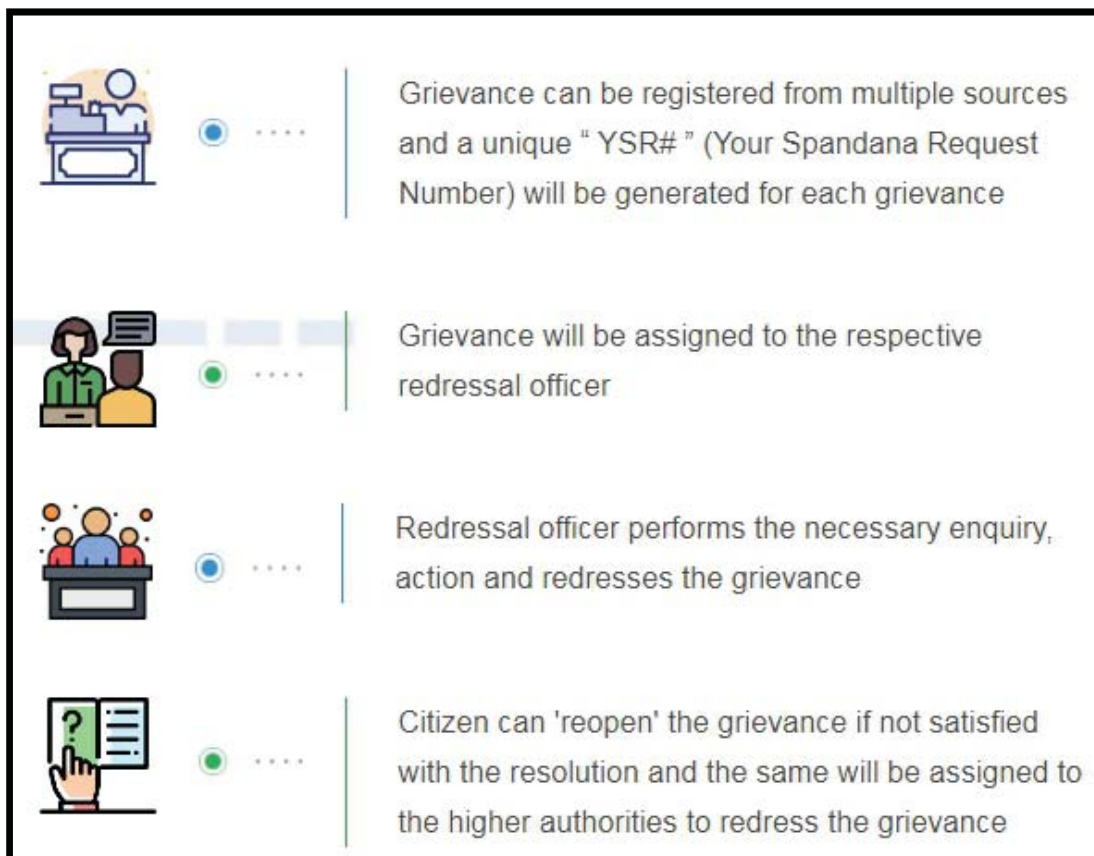 Grievance can be registered from multiple sources
and a unique “ YSR# ” (Your Spandana Request
Number) will be generated for each grievance
Grievance will be assigned to the respective
redressal officer
Redressal officer performs the necessary enquiry,
action and redresses the grievance
?
Citizen can 'reopen' the grievance if not satisfied
with the resolution and the same will be assigned to
the higher authorities to redress the grievance